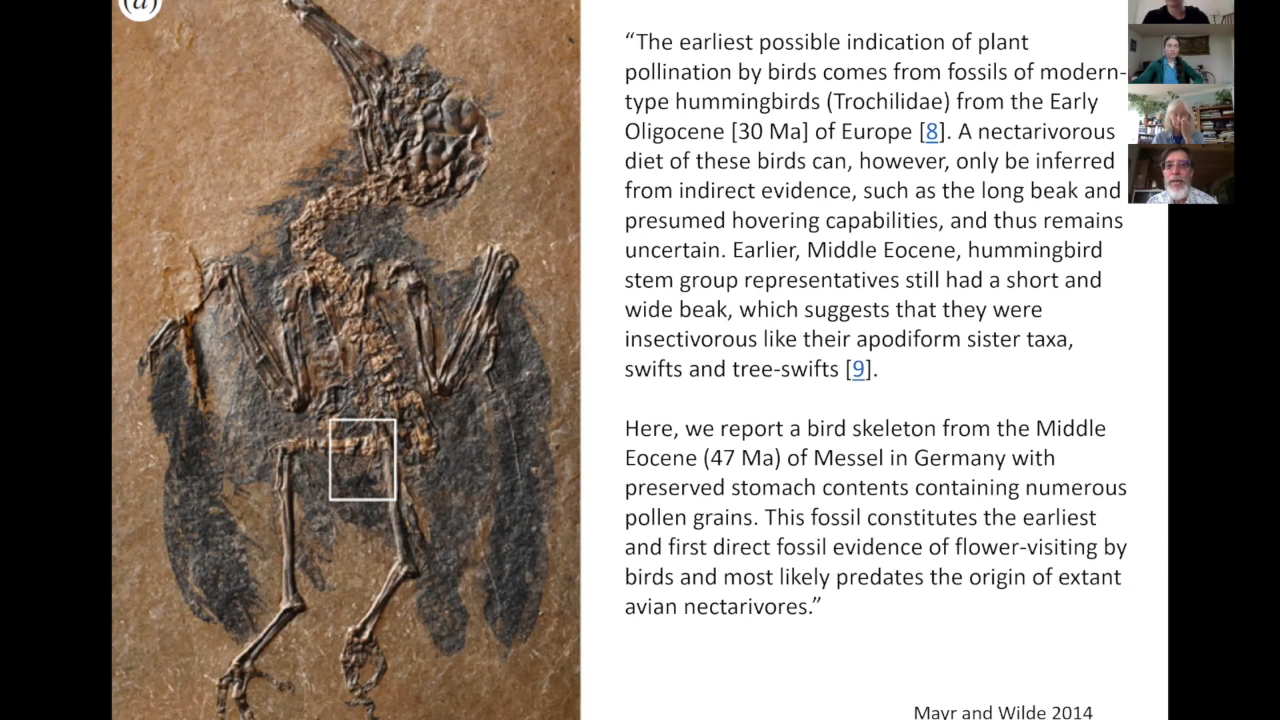 (a)
“The earliest possible indication of plant
pollination by birds comes from fossils of modern-
type hummingbirds (Trochilidae) from the Early
Oligocene [30 Ma] of Europe [8]. A nectarivorous
diet of these birds can, however, only be inferred
from indirect evidence, such as the long beak and
presumed hovering capabilities, and thus remains
uncertain. Earlier, Middle Eocene, hummingbird
stem group representatives still had a short and
wide beak, which suggests that they were
insectivorous like their apodiform sister taxa,
swifts and tree-swifts [9].
Here, we report a bird skeleton from the Middle
Eocene (47 Ma) of Messel in Germany with
preserved stomach contents containing numerous
pollen grains. This fossil constitutes the earliest
and first direct fossil evidence of flower-visiting by
birds and most likely predates the origin of extant
avian nectarivores.”
Mayr and Wilde 2014